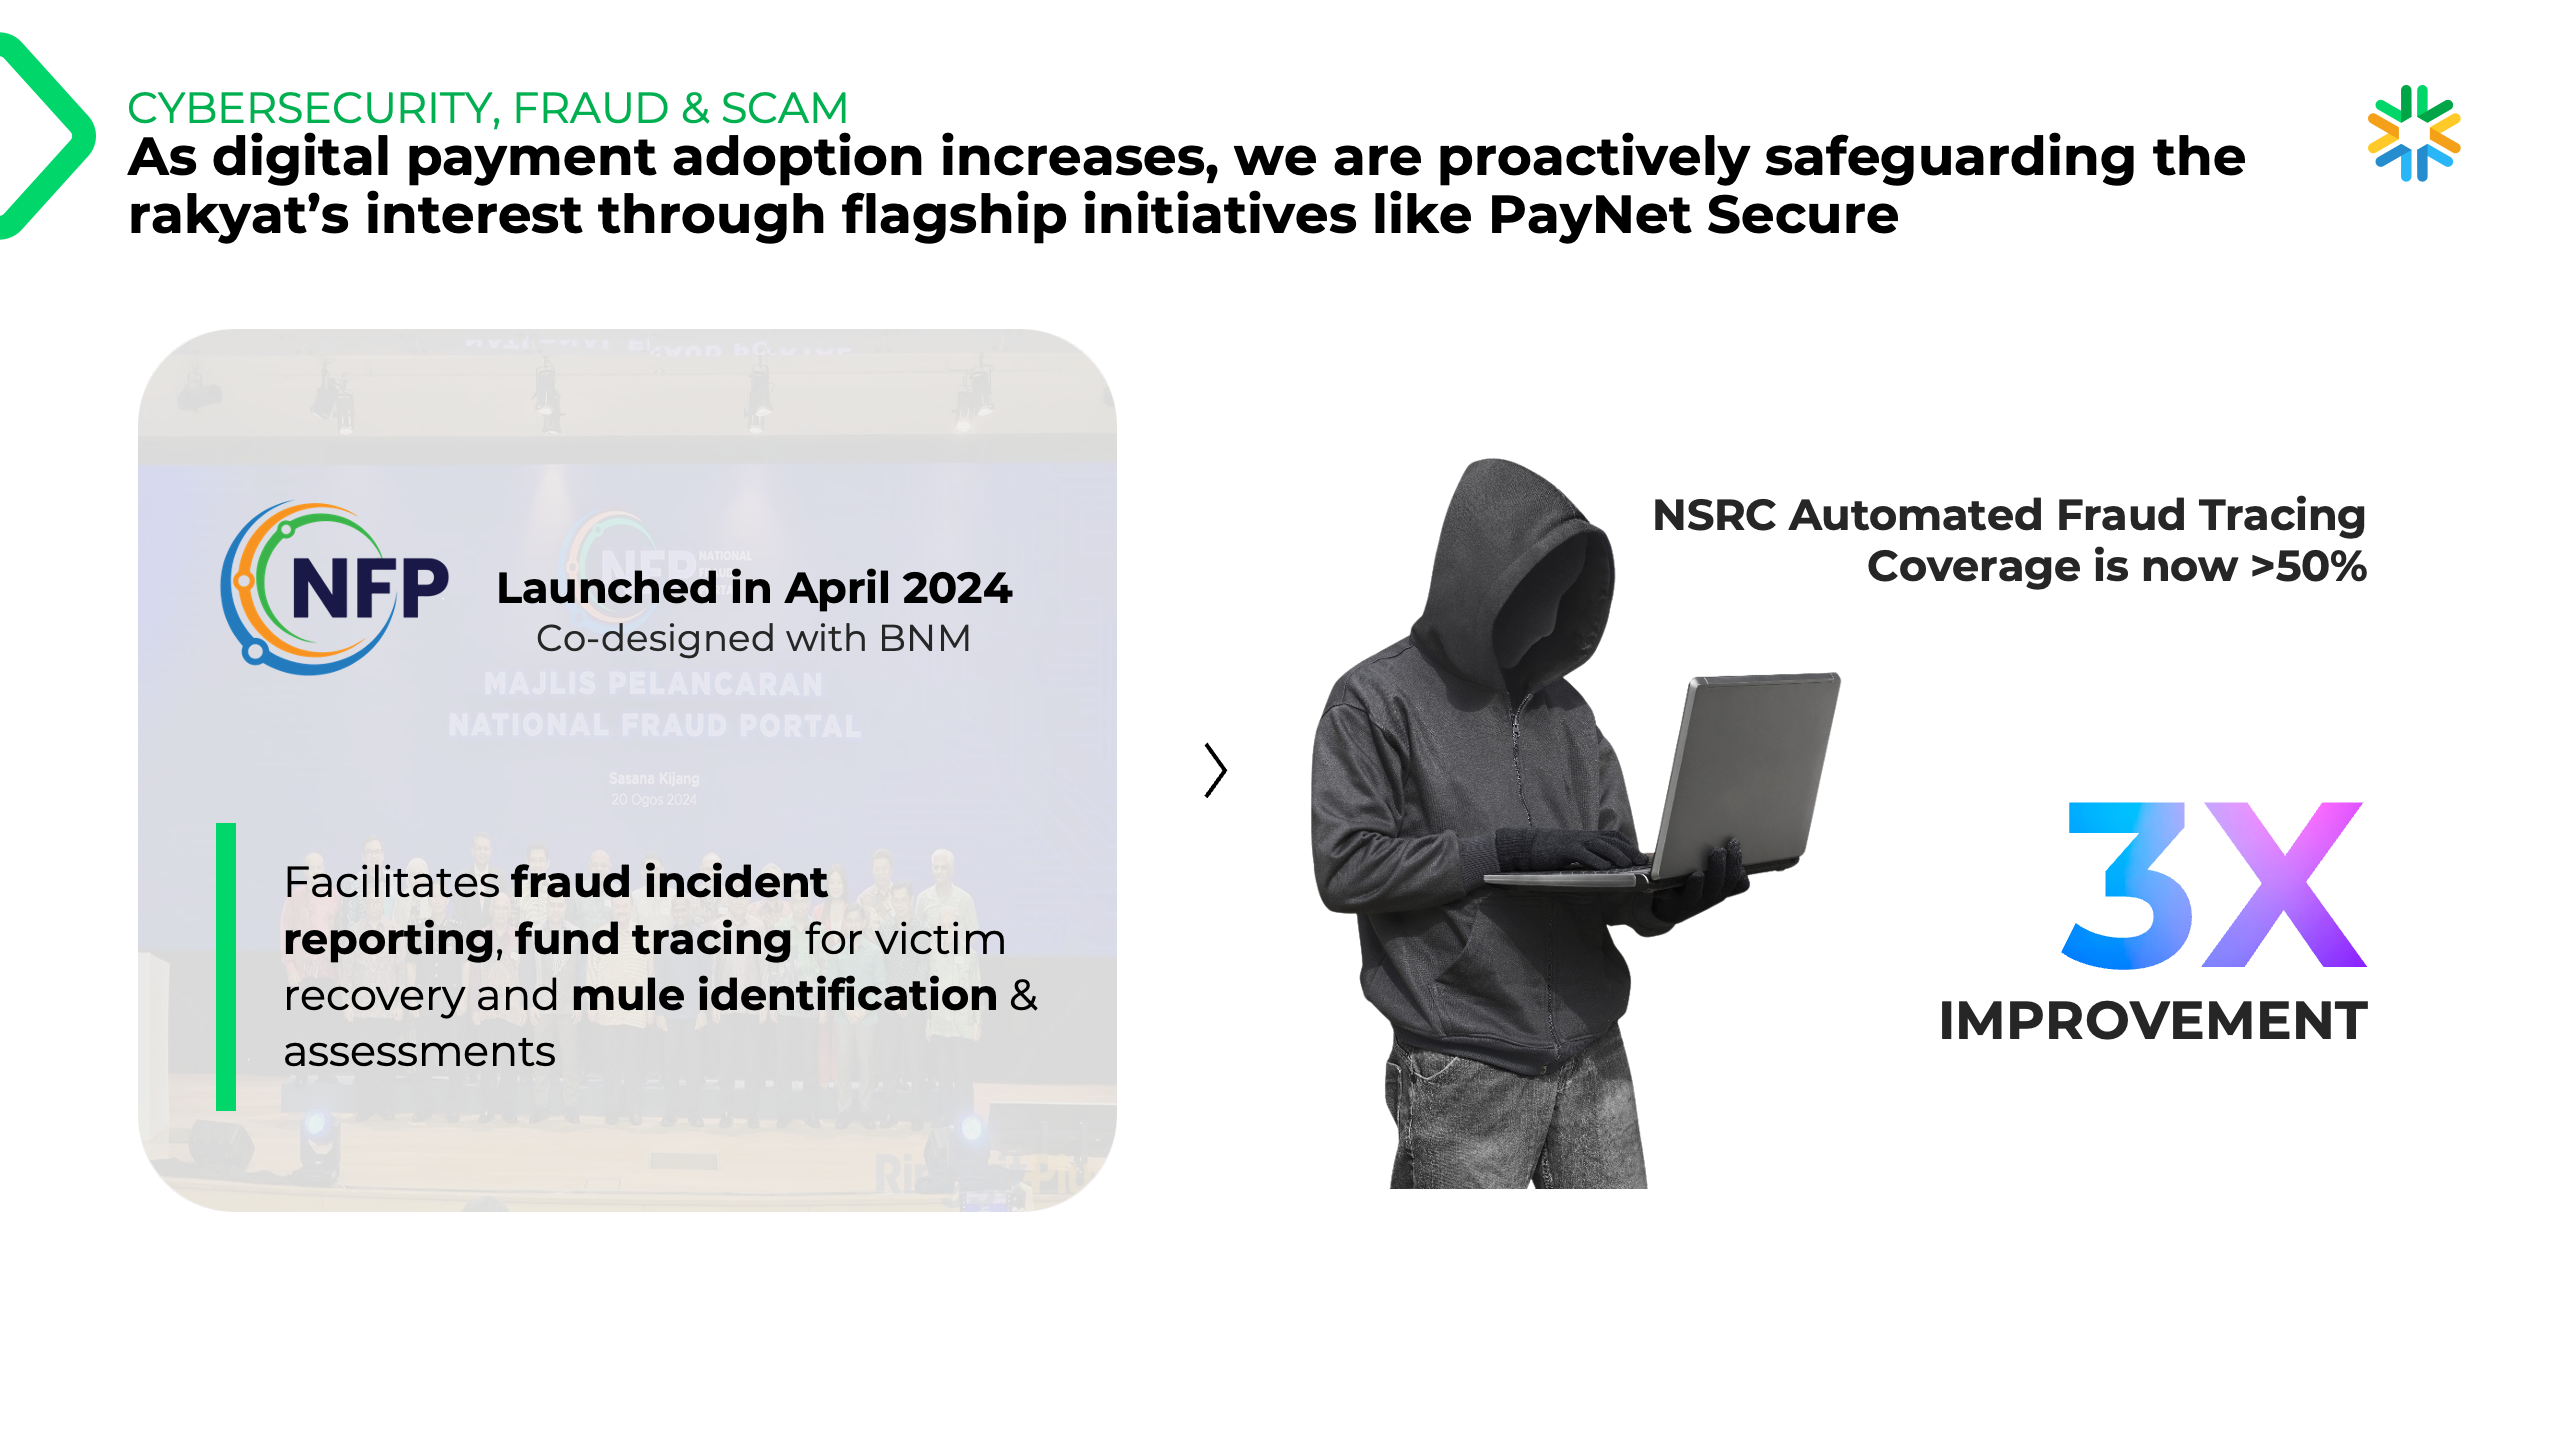 CYBERSECURITY, FRAUD & SCAM
As digital payment adoption increases, we are proactively safeguarding the
rakyat’s interest through flagship initiatives like PayNet Secure
NFP
Launched in April 2024
Co-designed with BNM
NFP
NATIONAL
MAJLIS PELANCARAN
NATIONAL FRAUD PORTAL
Sasana Kijang
20 Ogos 2024
Facilitates fraud incident
reporting, fund tracing for victim
recovery and mule identification &
assessments
NSRC Automated Fraud Tracing
Coverage is now >50%
3X
IMPROVEMENT